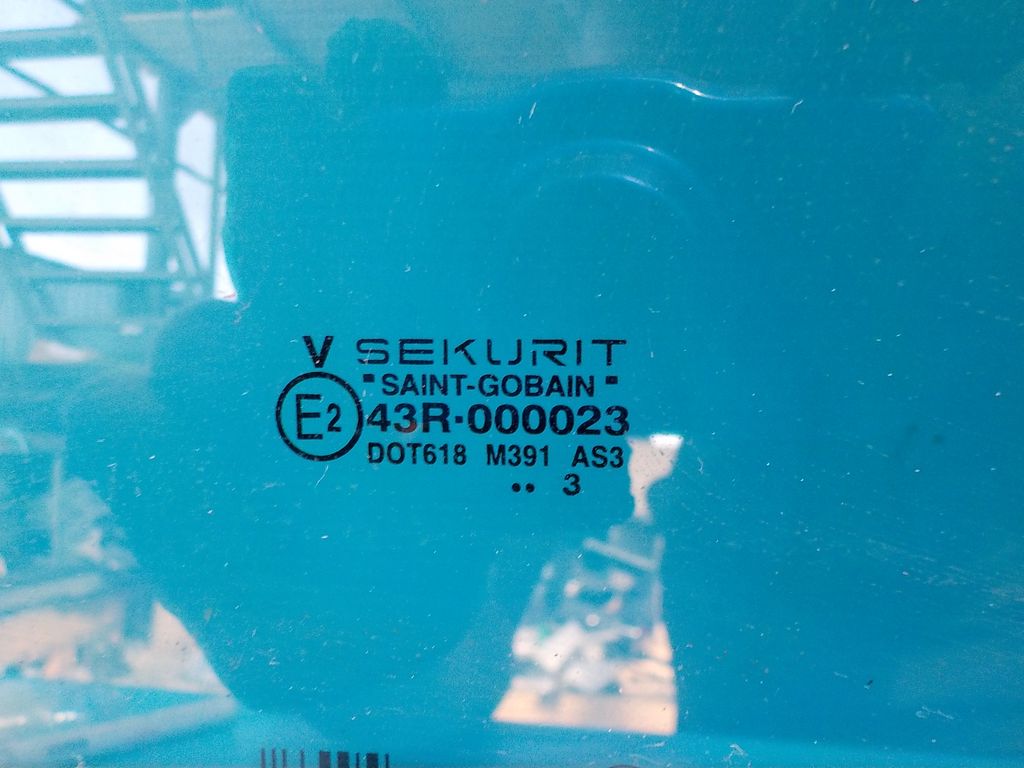 V SEKURIT
"SAINT-GOBAIN"
E2 43R-000023
DOT618 M391 AS3
.. 3